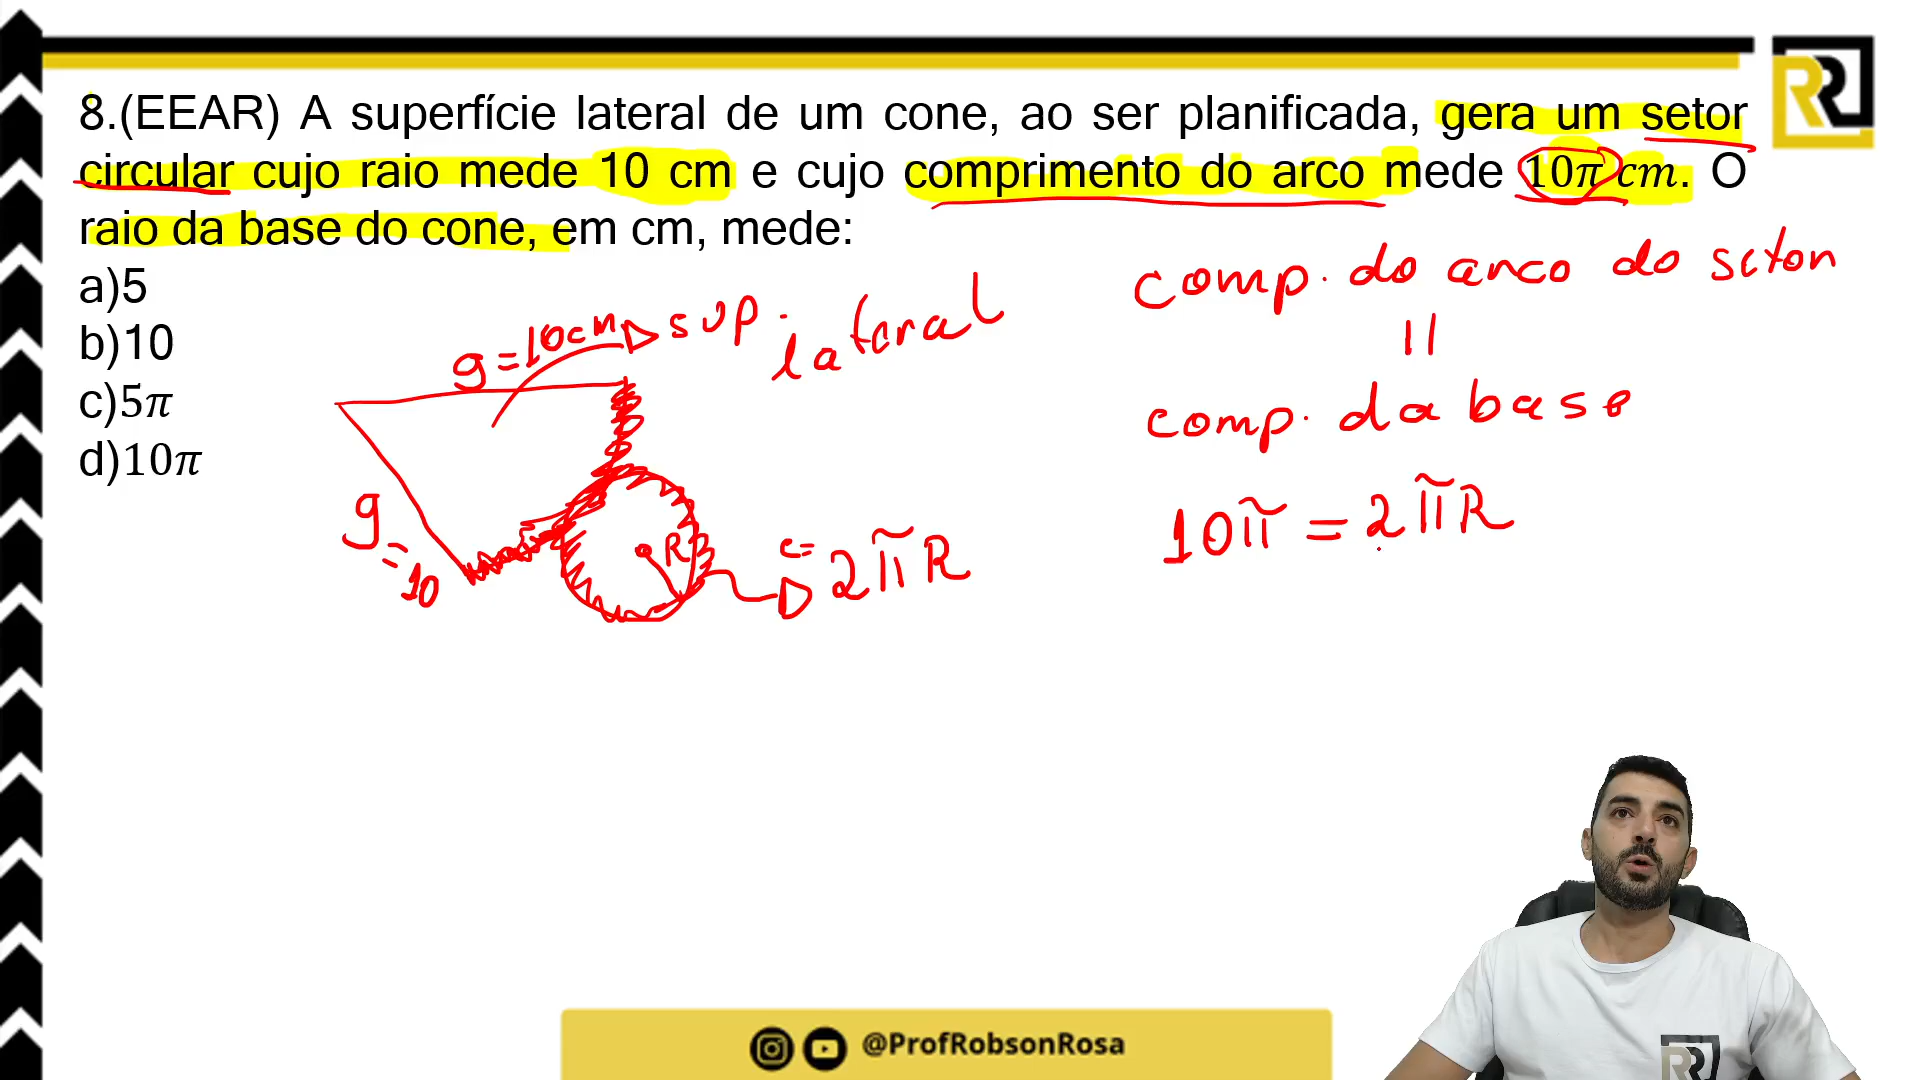 8.(EEAR) A superfície lateral de um cone, ao ser planificada, gera um setor
circular cujo raio mede 10 cm e cujo comprimento do arco mede 10π cm. O
raio da base do cone, em cm, mede:
a)5
b)10
c)5π
d)10π
g=10cm
sup. lateral
g=10
R
c=2πR
comp. do arco do setor
=
comp. da base
10π = 2πR
@ProfRobsonRosa
RR
RR